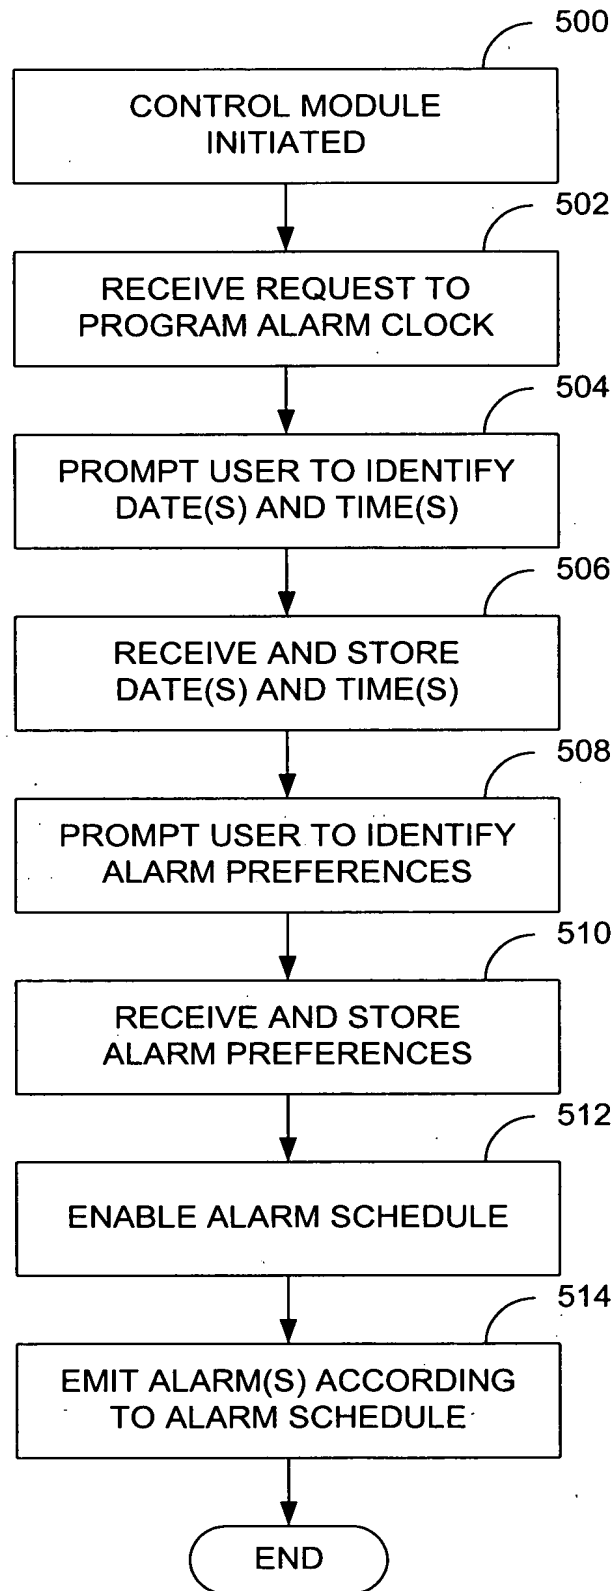 500
CONTROL MODULE
INITIATED
502
RECEIVE REQUEST TO
PROGRAM ALARM CLOCK
504
PROMPT USER TO IDENTIFY
DATE(S) AND TIME(S)
506
RECEIVE AND STORE
DATE(S) AND TIME(S)
508
PROMPT USER TO IDENTIFY
ALARM PREFERENCES
510
RECEIVE AND STORE
ALARM PREFERENCES
512
ENABLE ALARM SCHEDULE
514
EMIT ALARM(S) ACCORDING
TO ALARM SCHEDULE
END